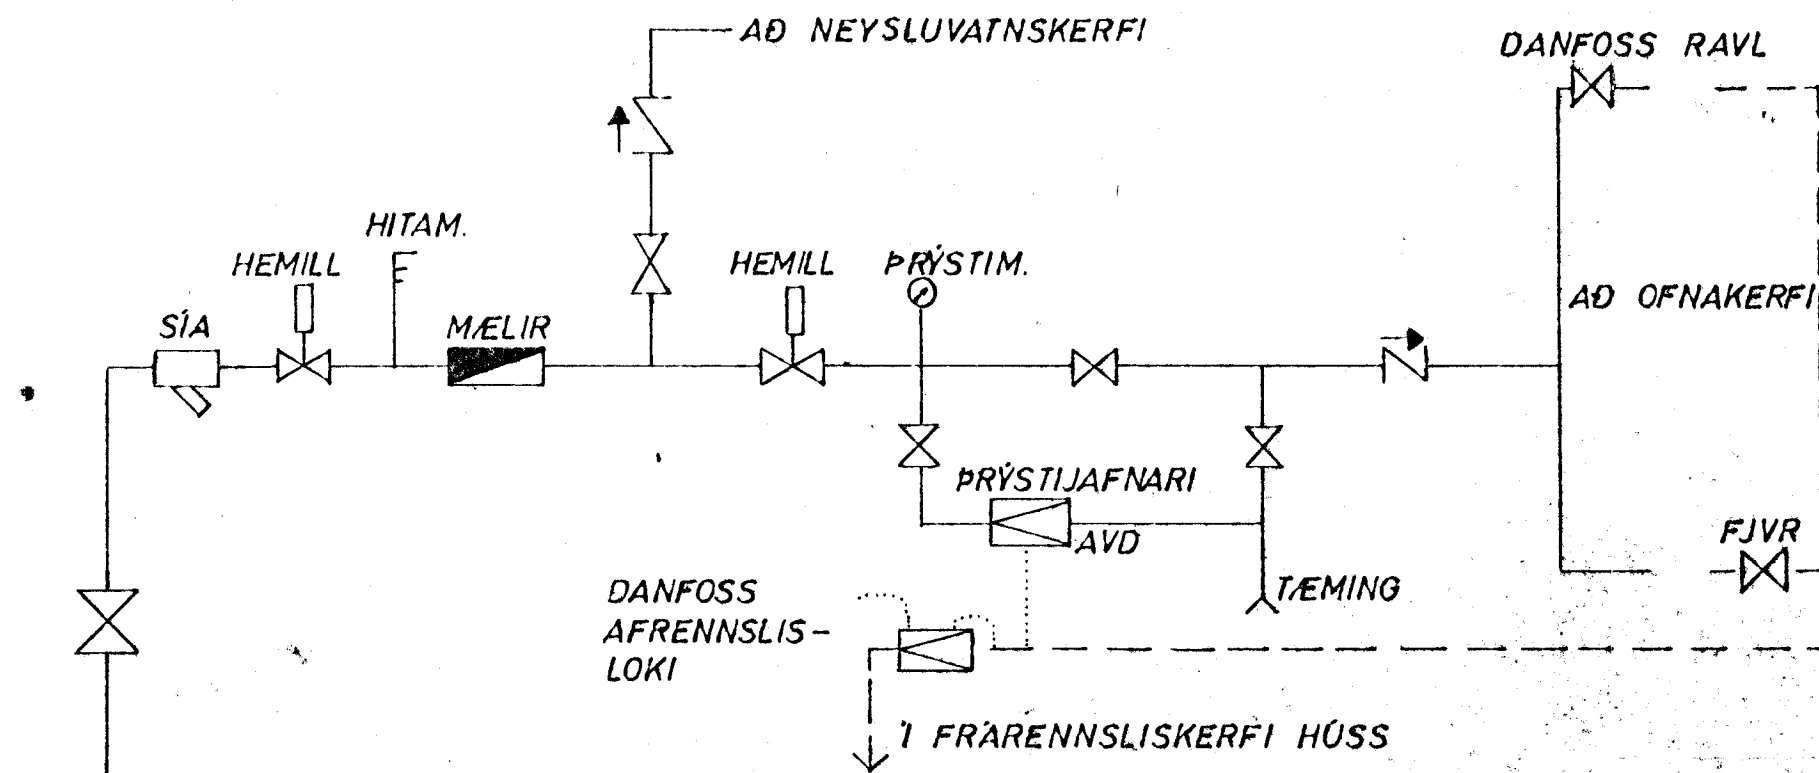 AÐ NEYSLUVATNSKERFI
DANFOSS RAVL
HITAM.
HEMILL
HEMILL
ÞRÝSTIM.
SÍA
MÆLIR
AÐ OFNAKERFI
ÞRÝSTIJAFNARI
AVD
FJVR
DANFOSS
AFRENNSLIS-
LOKI
TÆMING
Í FRÁRENNSLISKERFI HÚSS